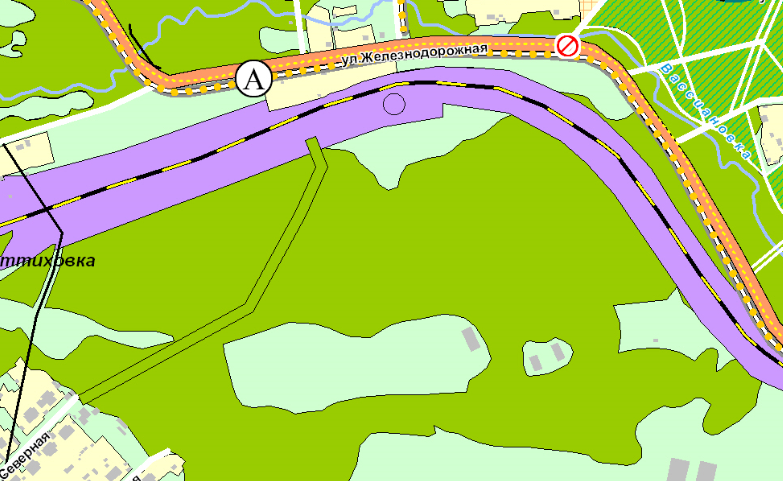 ул.Железнодорожная
А
Вассиановка
ттиховка
Северная